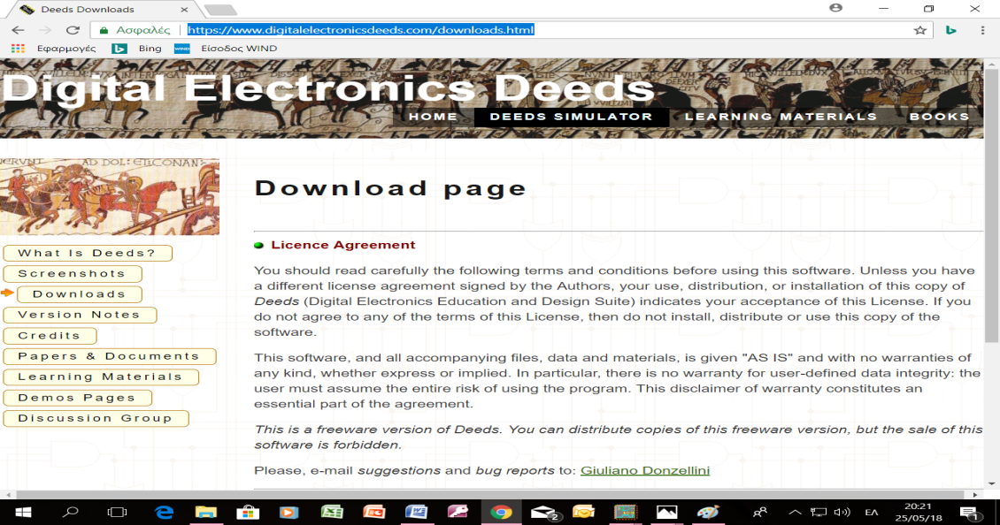 Deeds Downloads
Ασφαλές
https://www.digitalelectronicsdeeds.com/downloads.html
Εφαρμογές Bing WIND Είσοδος WIND
Digital Electronics Deeds
HOME DEEDS SIMULATOR LEARNING MATERIALS BOOKS
AD DOL: ETICONAN
What Is Deeds?
Screenshots
Downloads
Version Notes
Credits
Papers & Documents
Learning Materials
Demos Pages
Discussion Group
Download page
Licence Agreement
You should read carefully the following terms and conditions before using this software. Unless you have
a different license agreement signed by the Authors, your use, distribution, or installation of this copy of
Deeds (Digital Electronics Education and Design Suite) indicates your acceptance of this License. If you
do not agree to any of the terms of this License, then do not install, distribute or use this copy of the
software.
This software, and all accompanying files, data and materials, is given "AS IS" and with no warranties of
any kind, whether express or implied. In particular, there is no warranty for user-defined data integrity: the
user must assume the entire risk of using the program. This disclaimer of warranty constitutes an
essential part of the agreement.
This is a freeware version of Deeds. You can distribute copies of this freeware version, but the sale of this
software is forbidden.
Please, e-mail suggestions and bug reports to: Giuliano Donzellini
2
ΕΛ
20:21
25/05/18
1